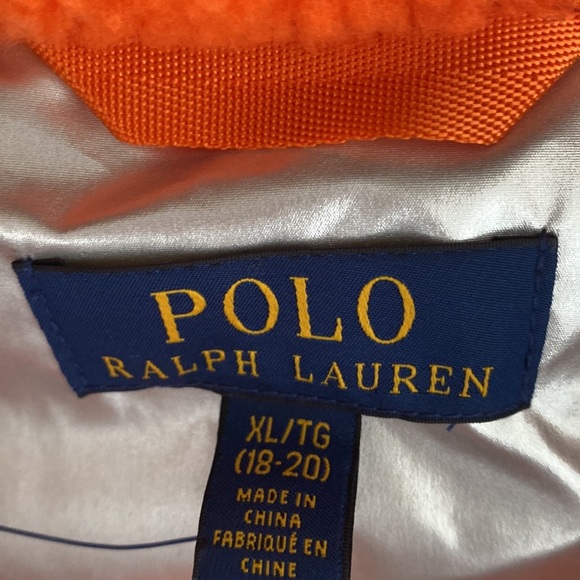 POLO
RALPH LAUREN
XL/TG
(18-20)
MADE IN
CHINA
FABRIQUÉ EN
CHINE